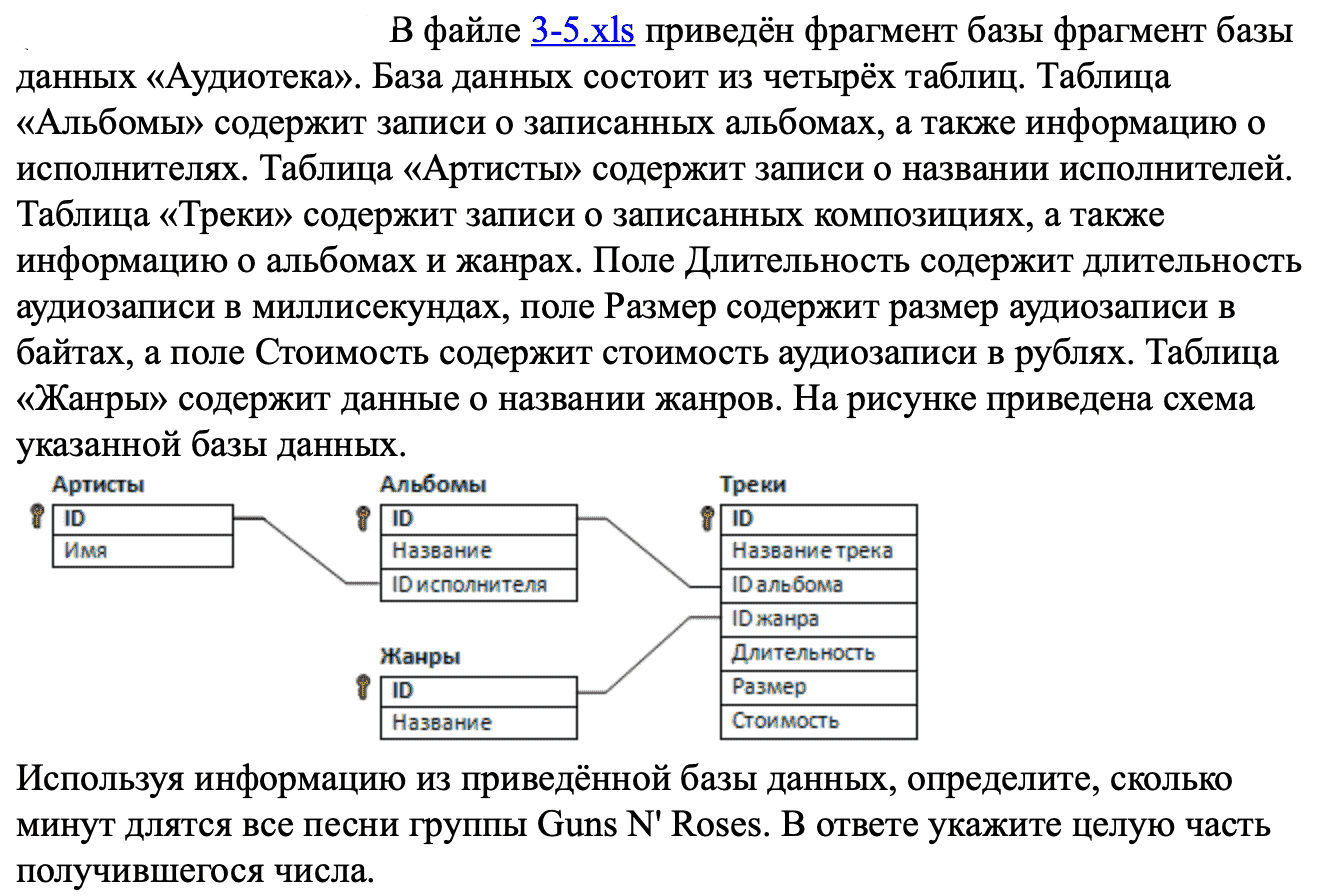 В файле 3-5.xls приведён фрагмент базы фрагмент базы
данных «Аудиотека». База данных состоит из четырёх таблиц. Таблица
«Альбомы» содержит записи о записанных альбомах, а также информацию о
исполнителях. Таблица «Артисты» содержит записи о названии исполнителей.
Таблица «Треки» содержит записи о записанных композициях, а также
информацию о альбомах и жанрах. Поле Длительность содержит длительность
аудиозаписи в миллисекундах, поле Размер содержит размер аудиозаписи в
байтах, а поле Стоимость содержит стоимость аудиозаписи в рублях. Таблица
«Жанры» содержит данные о названии жанров. На рисунке приведена схема
указанной базы данных.
Артисты
ID
Имя
Альбомы
ID
Название
ID исполнителя
Жанры
ID
Название
Треки
ID
Название трека
ID альбома
ID жанра
Длительность
Размер
Стоимость
Используя информацию из приведённой базы данных, определите, сколько
минут длятся все песни группы Guns N' Roses. В ответе укажите целую часть
получившегося числа.